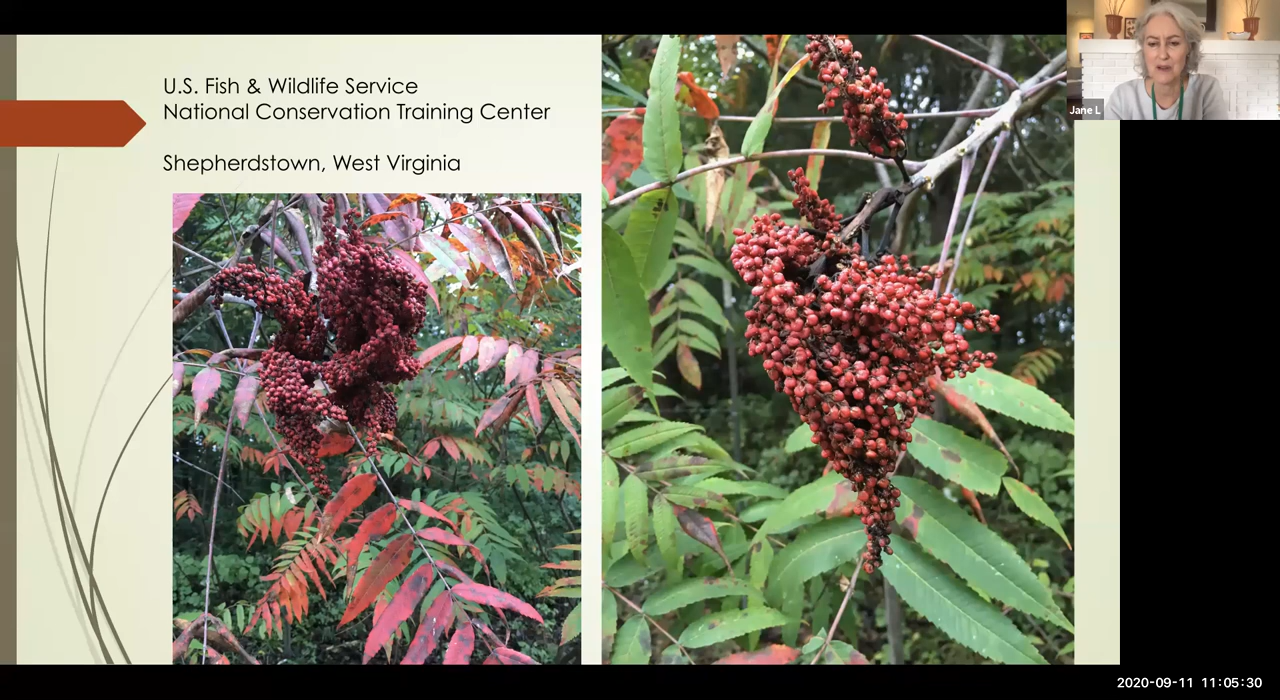 U.S. Fish & Wildlife Service
National Conservation Training Center
Shepherdstown, West Virginia
Jane L
2020-09-11 11:05:30